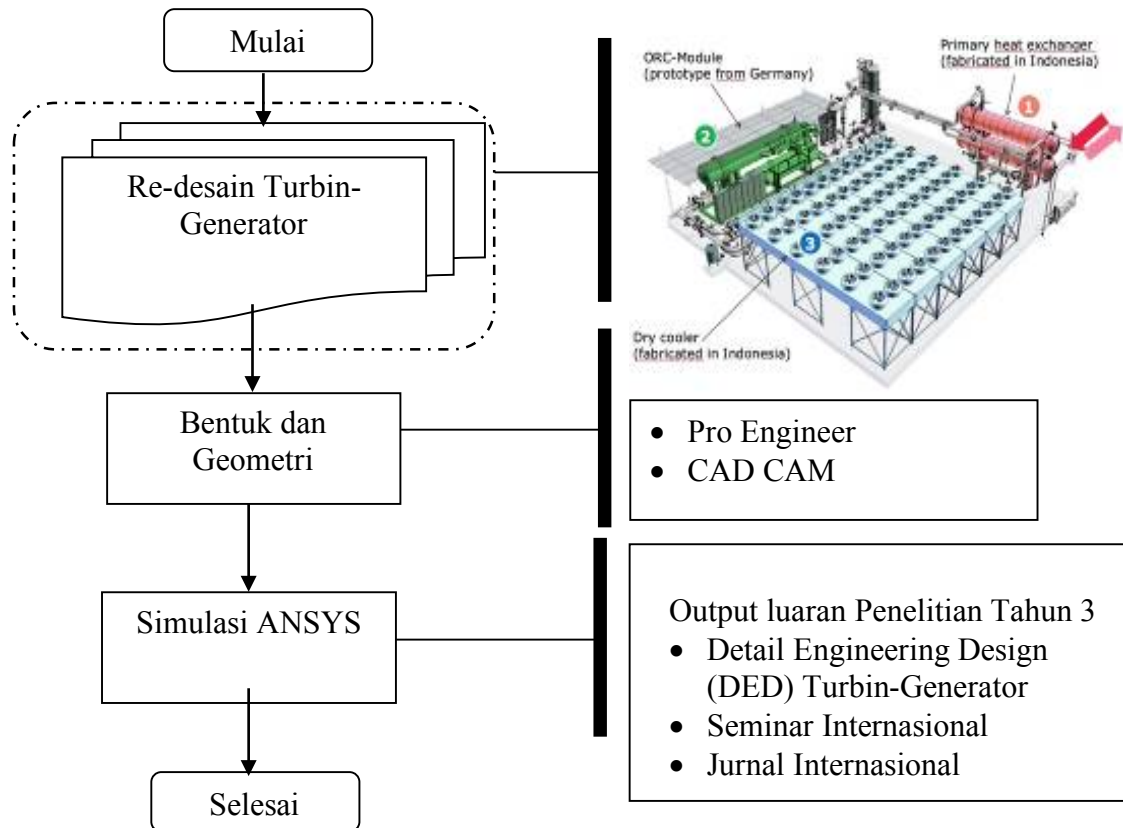 Mulai
Re-desain Turbin-
Generator
ORC-Module
(prototype from Germany)
Primary heat exchanger
(fabricated in Indonesia)
1
2
3
Dry cooler
(fabricated in Indonesia)
Bentuk dan
Geometri
• Pro Engineer
• CAD CAM
Simulasi ANSYS
Output luaran Penelitian Tahun 3
• Detail Engineering Design
(DED) Turbin-Generator
• Seminar Internasional
• Jurnal Internasional
Selesai